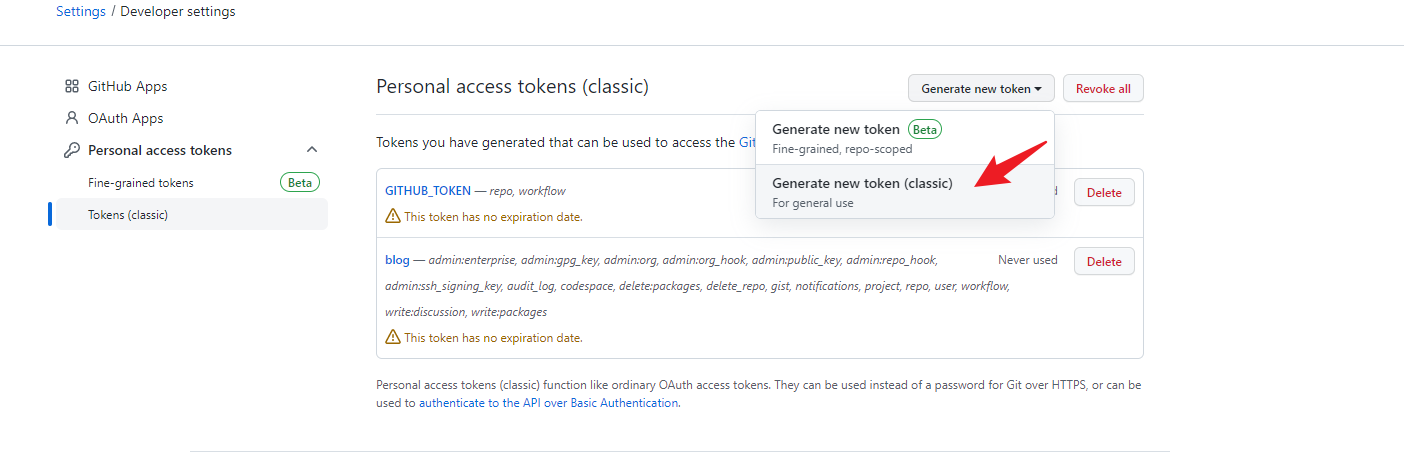 Settings / Developer settings
GitHub Apps
OAuth Apps
Personal access tokens
Fine-grained tokens Beta
Tokens (classic)
Personal access tokens (classic)
Generate new token
Revoke all
Generate new token Beta
Fine-grained, repo-scoped
Generate new token (classic)
For general use
Tokens you have generated that can be used to access the Git
GITHUB_TOKEN — repo, workflow
Delete
This token has no expiration date.
blog — admin:enterprise, admin:gpg_key, admin:org, admin:org_hook, admin:public_key, admin:repo_hook,
admin:ssh_signing_key, audit_log, codespace, delete:packages, delete_repo, gist, notifications, project, repo, user, workflow,
write:discussion, write:packages
Never used
Delete
This token has no expiration date.
Personal access tokens (classic) function like ordinary OAuth access tokens. They can be used instead of a password for Git over HTTPS, or can be
used to authenticate to the API over Basic Authentication.